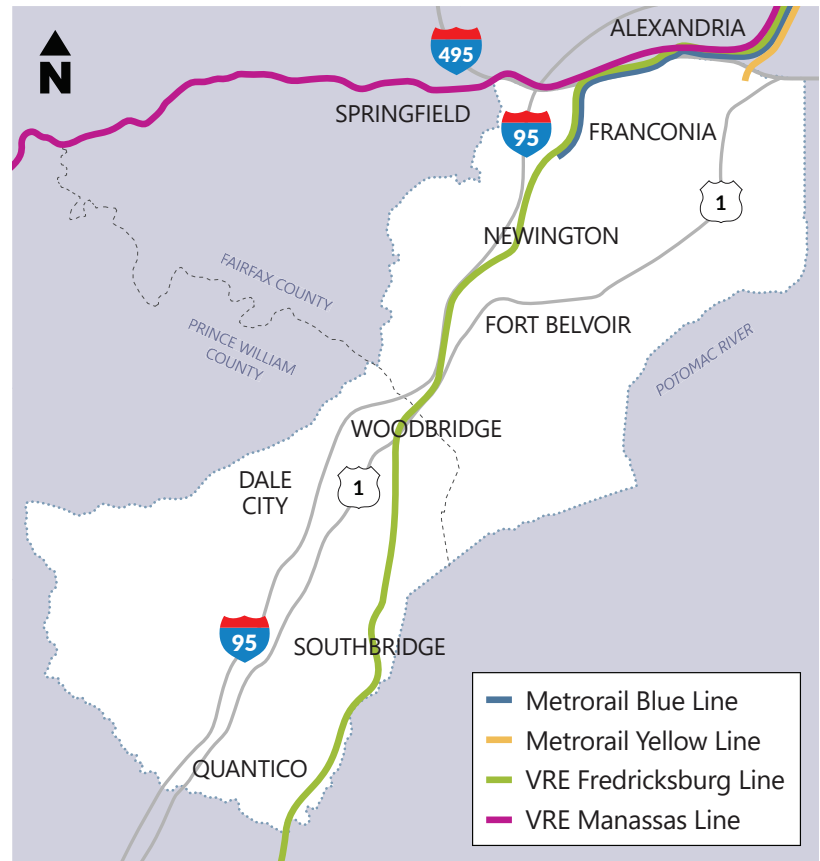 ALEXANDRIA
495
N
SPRINGFIELD
95
FRANCONIA
1
NEWINGTON
FAIRFAX COUNTY
PRINCE WILLIAM
COUNTY
FORT BELVOIR
POTOMAC RIVER
WOODBRIDGE
DALE
CITY
1
95
SOUTHBRIDGE
QUANTICO
Metrorail Blue Line
Metrorail Yellow Line
VRE Fredricksburg Line
VRE Manassas Line